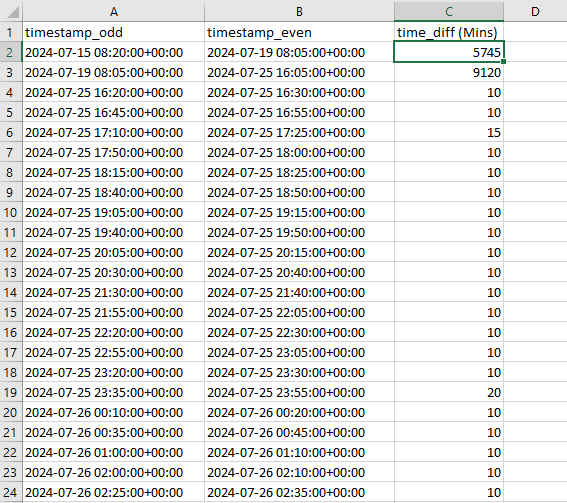 A B C D
1 timestamp_odd timestamp_even time_diff (Mins)
2 2024-07-15 08:20:00+00:00 2024-07-19 08:05:00+00:00 5745
3 2024-07-19 08:05:00+00:00 2024-07-25 16:05:00+00:00 9120
4 2024-07-25 16:20:00+00:00 2024-07-25 16:30:00+00:00 10
5 2024-07-25 16:45:00+00:00 2024-07-25 16:55:00+00:00 10
6 2024-07-25 17:10:00+00:00 2024-07-25 17:25:00+00:00 15
7 2024-07-25 17:50:00+00:00 2024-07-25 18:00:00+00:00 10
8 2024-07-25 18:15:00+00:00 2024-07-25 18:25:00+00:00 10
9 2024-07-25 18:40:00+00:00 2024-07-25 18:50:00+00:00 10
10 2024-07-25 19:05:00+00:00 2024-07-25 19:15:00+00:00 10
11 2024-07-25 19:40:00+00:00 2024-07-25 19:50:00+00:00 10
12 2024-07-25 20:05:00+00:00 2024-07-25 20:15:00+00:00 10
13 2024-07-25 20:30:00+00:00 2024-07-25 20:40:00+00:00 10
14 2024-07-25 21:30:00+00:00 2024-07-25 21:40:00+00:00 10
15 2024-07-25 21:55:00+00:00 2024-07-25 22:05:00+00:00 10
16 2024-07-25 22:20:00+00:00 2024-07-25 22:30:00+00:00 10
17 2024-07-25 22:55:00+00:00 2024-07-25 23:05:00+00:00 10
18 2024-07-25 23:20:00+00:00 2024-07-25 23:30:00+00:00 10
19 2024-07-25 23:35:00+00:00 2024-07-25 23:55:00+00:00 20
20 2024-07-26 00:10:00+00:00 2024-07-26 00:20:00+00:00 10
21 2024-07-26 00:35:00+00:00 2024-07-26 00:45:00+00:00 10
22 2024-07-26 01:00:00+00:00 2024-07-26 01:10:00+00:00 10
23 2024-07-26 02:00:00+00:00 2024-07-26 02:10:00+00:00 10
24 2024-07-26 02:25:00+00:00 2024-07-26 02:35:00+00:00 10